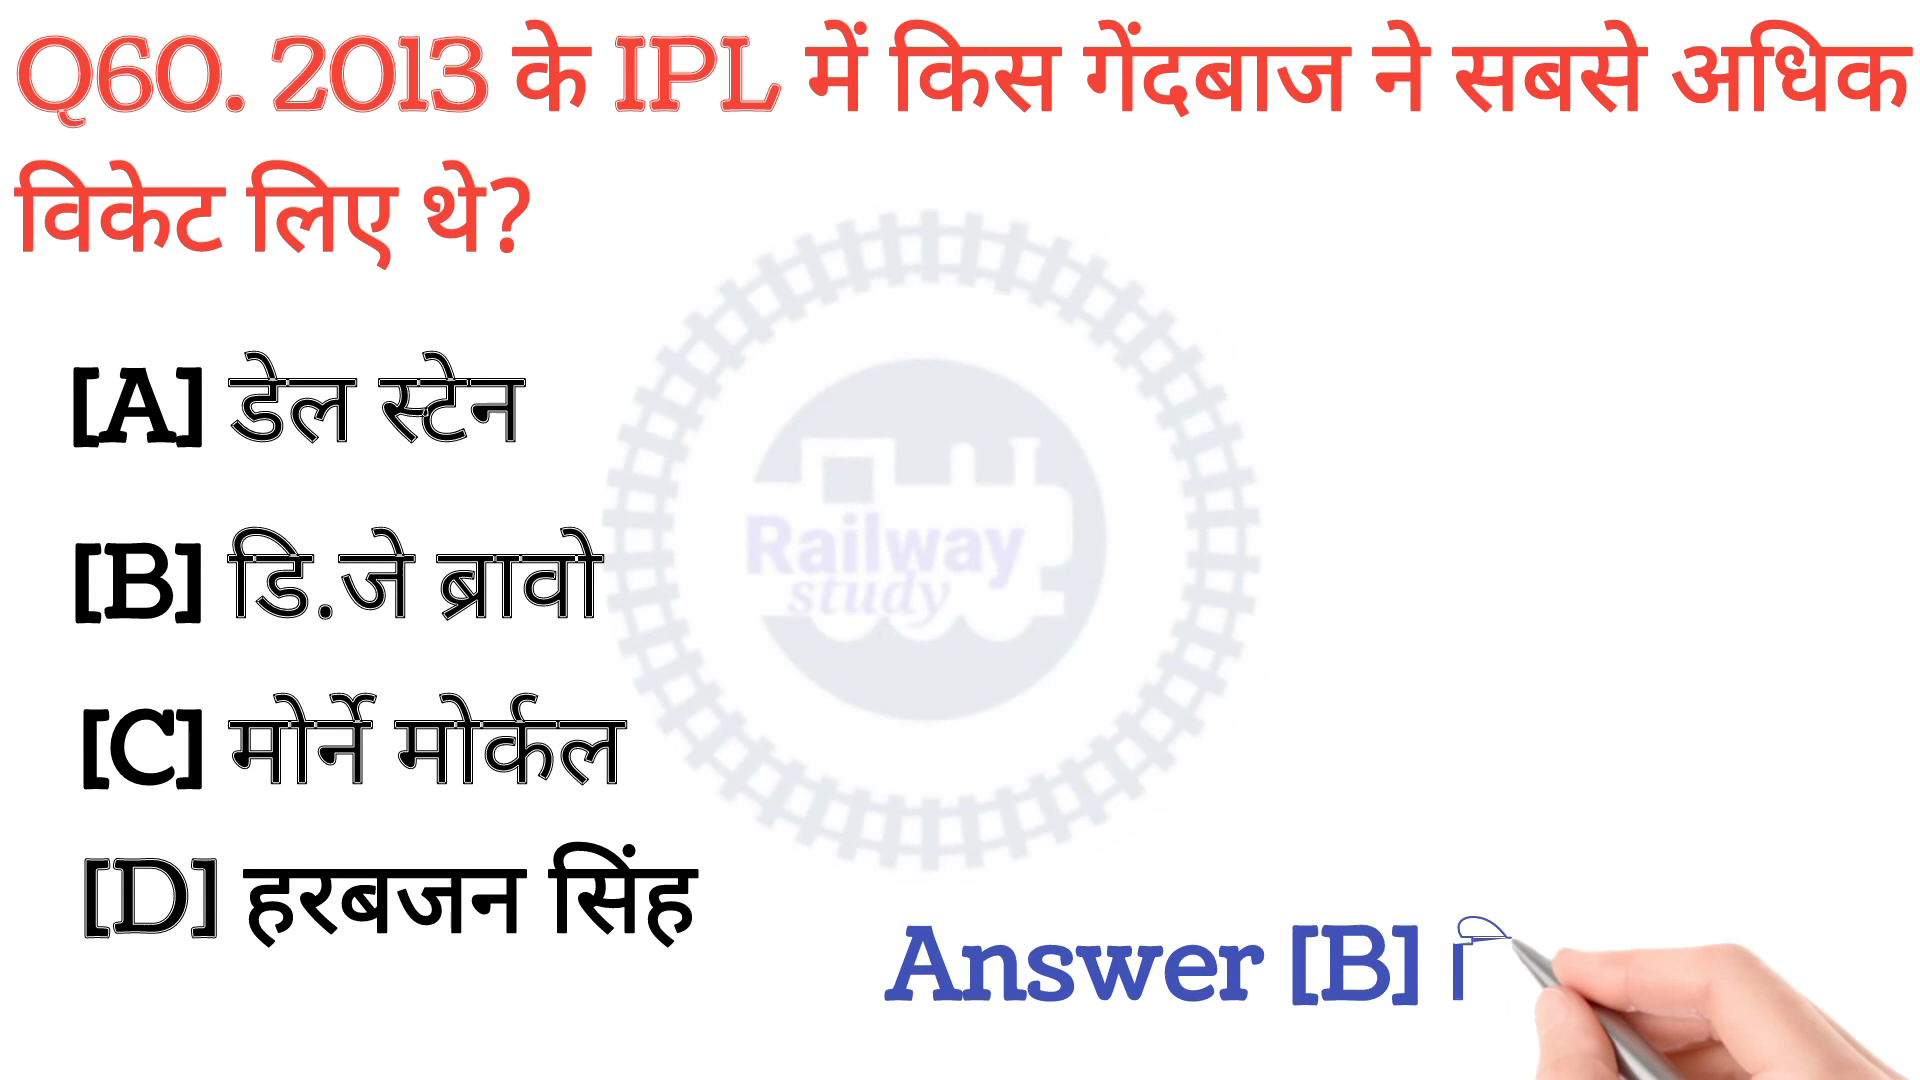 Q60. 2013 के IPL में किस गेंदबाज ने सबसे अधिक
विकेट लिए थे?
[A] डेल स्टेन
[B] डि.जे ब्रावो
[C] मोर्ने मोर्कल
[D] हरबजन सिंह
Railway
study
Answer [B]